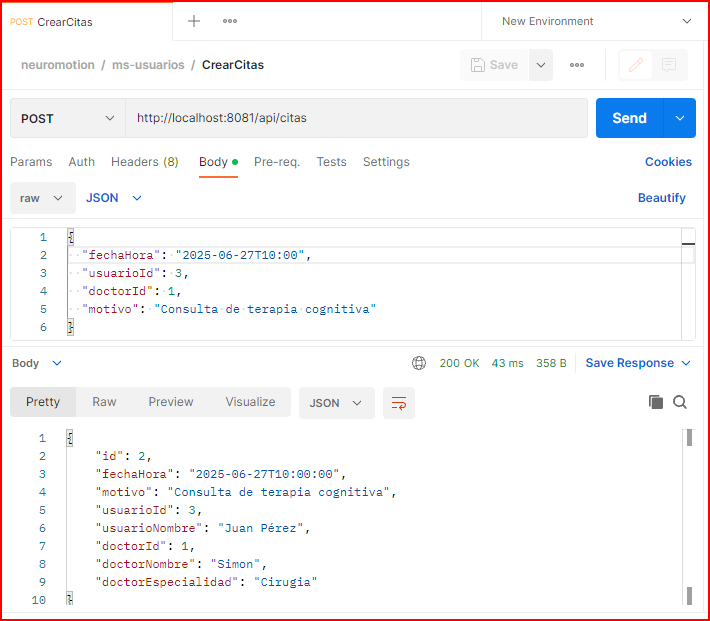 POST CrearCitas
New Environment
neuromotion / ms-usuarios / CrearCitas
Save
POST http://localhost:8081/api/citas Send
Params Auth Headers (8) Body Pre-req. Tests Settings Cookies
raw JSON Beautify
1 {
2 "fechaHora": "2025-06-27T10:00",
3 "usuarioId": 3,
4 "doctorId": 1,
5 "motivo": "Consulta de terapia cognitiva"
6 }
Body 200 OK 43 ms 358 B Save Response
Pretty Raw Preview Visualize JSON
1 {
2 "id": 2,
3 "fechaHora": "2025-06-27T10:00:00",
4 "motivo": "Consulta de terapia cognitiva",
5 "usuarioId": 3,
6 "usuarioNombre": "Juan Pérez",
7 "doctorId": 1,
8 "doctorNombre": "Simon",
9 "doctorEspecialidad": "Cirugia"
10 }